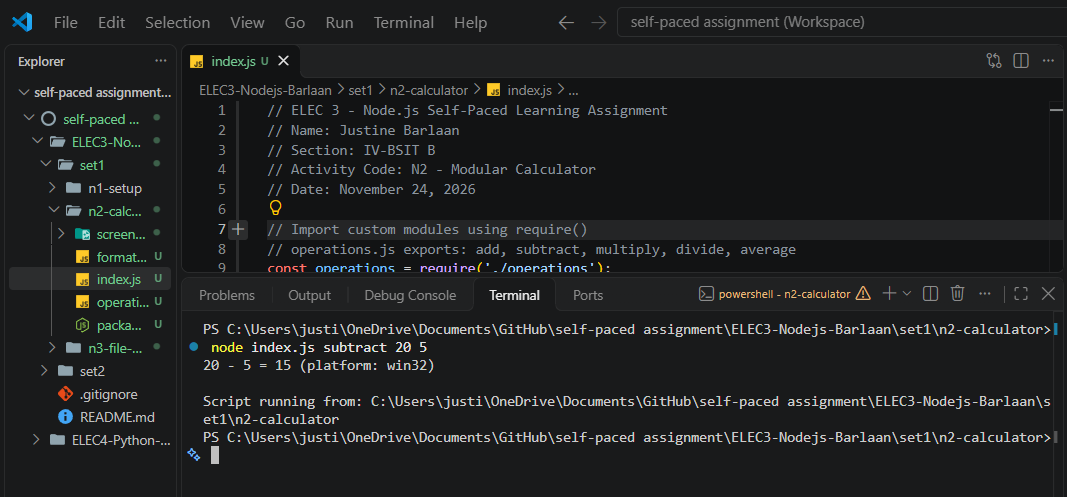 File Edit Selection View Go Run Terminal Help
self-paced assignment (Workspace)
Explorer
self-paced assignment...
self-paced ...
ELEC3-No...
set1
n1-setup
n2-calc...
screen...
format... U
index.js U
operati... U
packa... U
n3-file-...
set2
.gitignore
README.md
ELEC4-Python-...
index.js U
ELEC3-Nodejs-Barlaan > set1 > n2-calculator > index.js > ...
1 // ELEC 3 - Node.js Self-Paced Learning Assignment
2 // Name: Justine Barlaan
3 // Section: IV-BSIT B
4 // Activity Code: N2 - Modular Calculator
5 // Date: November 24, 2026
6
7 // Import custom modules using require()
8 // operations.js exports: add, subtract, multiply, divide, average
9 const operations = require('./operations');
Problems Output Debug Console Terminal Ports
powershell - n2-calculator
PS C:\Users\justi\OneDrive\Documents\GitHub\self-paced assignment\ELEC3-Nodejs-Barlaan\set1\n2-calculator>
node index.js subtract 20 5
20 - 5 = 15 (platform: win32)
Script running from: C:\Users\justi\OneDrive\Documents\GitHub\self-paced assignment\ELEC3-Nodejs-Barlaan\s
et1\n2-calculator
PS C:\Users\justi\OneDrive\Documents\GitHub\self-paced assignment\ELEC3-Nodejs-Barlaan\set1\n2-calculator>